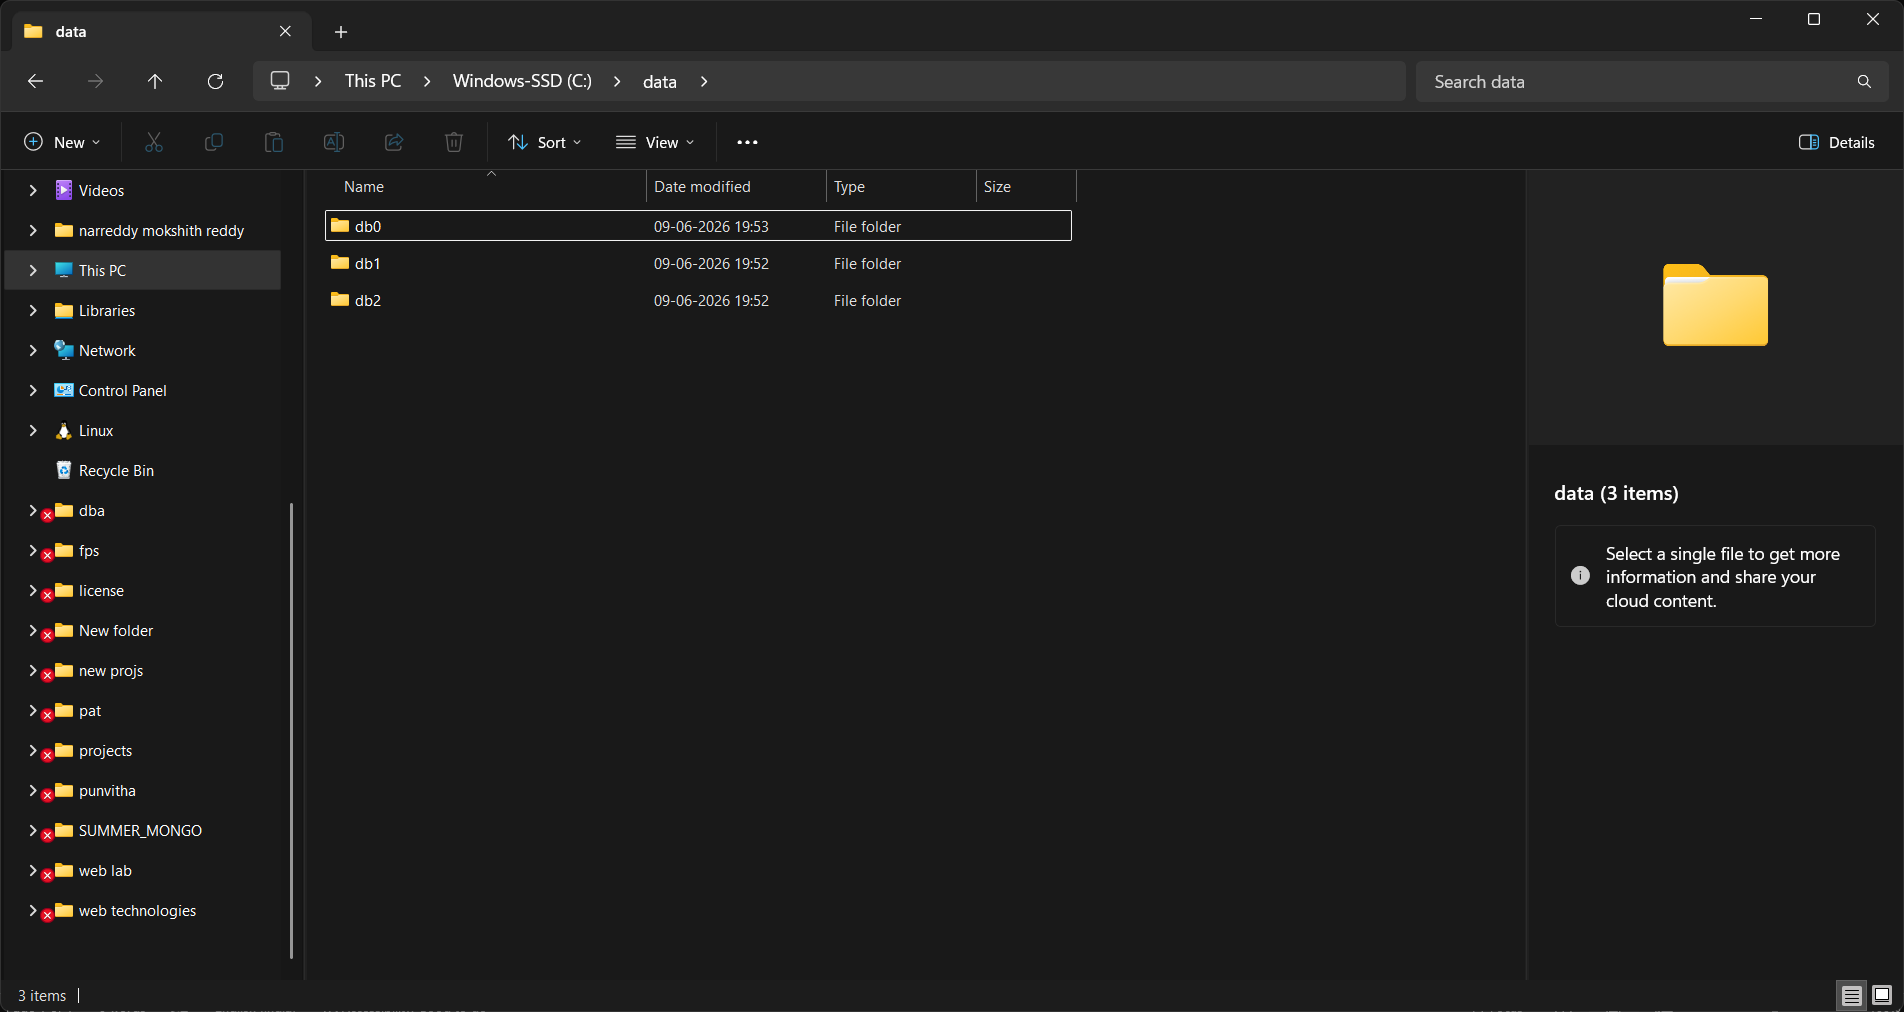 data
This PC
Windows-SSD (C:)
data
Search data
New
Sort
View
Details
Name
Date modified
Type
Size
Videos
narreddy mokshith reddy
This PC
Libraries
Network
Control Panel
Linux
Recycle Bin
dba
fps
license
New folder
new projs
pat
projects
punvitha
SUMMER_MONGO
web lab
web technologies
db0 09-06-2026 19:53 File folder
db1 09-06-2026 19:52 File folder
db2 09-06-2026 19:52 File folder
data (3 items)
Select a single file to get more
information and share your
cloud content.
3 items